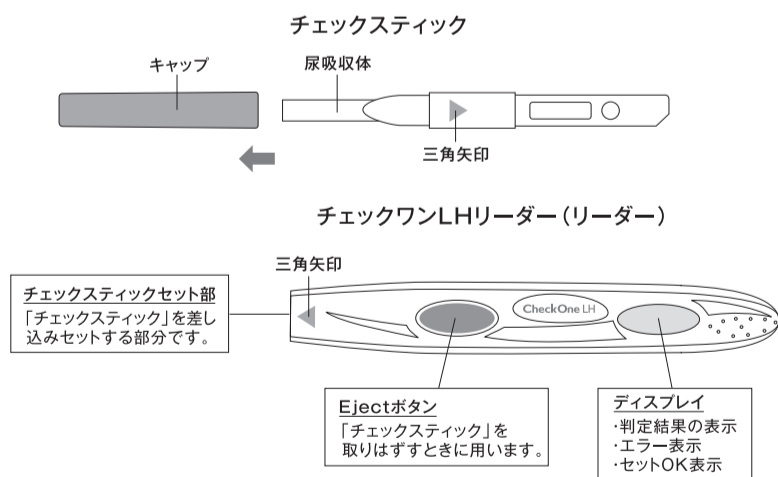 チェックスティック
キャップ
尿吸収体
三角矢印
チェックワンLHリーダー（リーダー）
三角矢印
チェックスティックセット部
「チェックスティック」を差し
込みセットする部分です。
CheckOne LH
Ejectボタン
「チェックスティック」を
取りはずすときに用います。
ディスプレイ
・判定結果の表示
・エラー表示
・セットOK表示